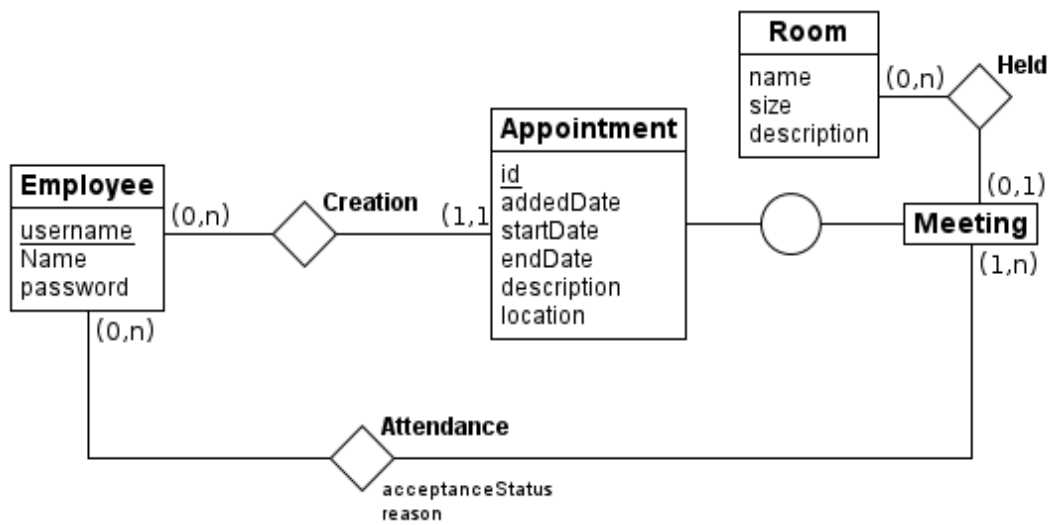 Room
name
size
description
(0,n)
Held
(0,1)
Appointment
id
addedDate
startDate
endDate
description
location
Employee
username
Name
password
(0,n)
Creation
(1,1
Meeting
(1,n)
(0,n)
Attendance
acceptanceStatus
reason